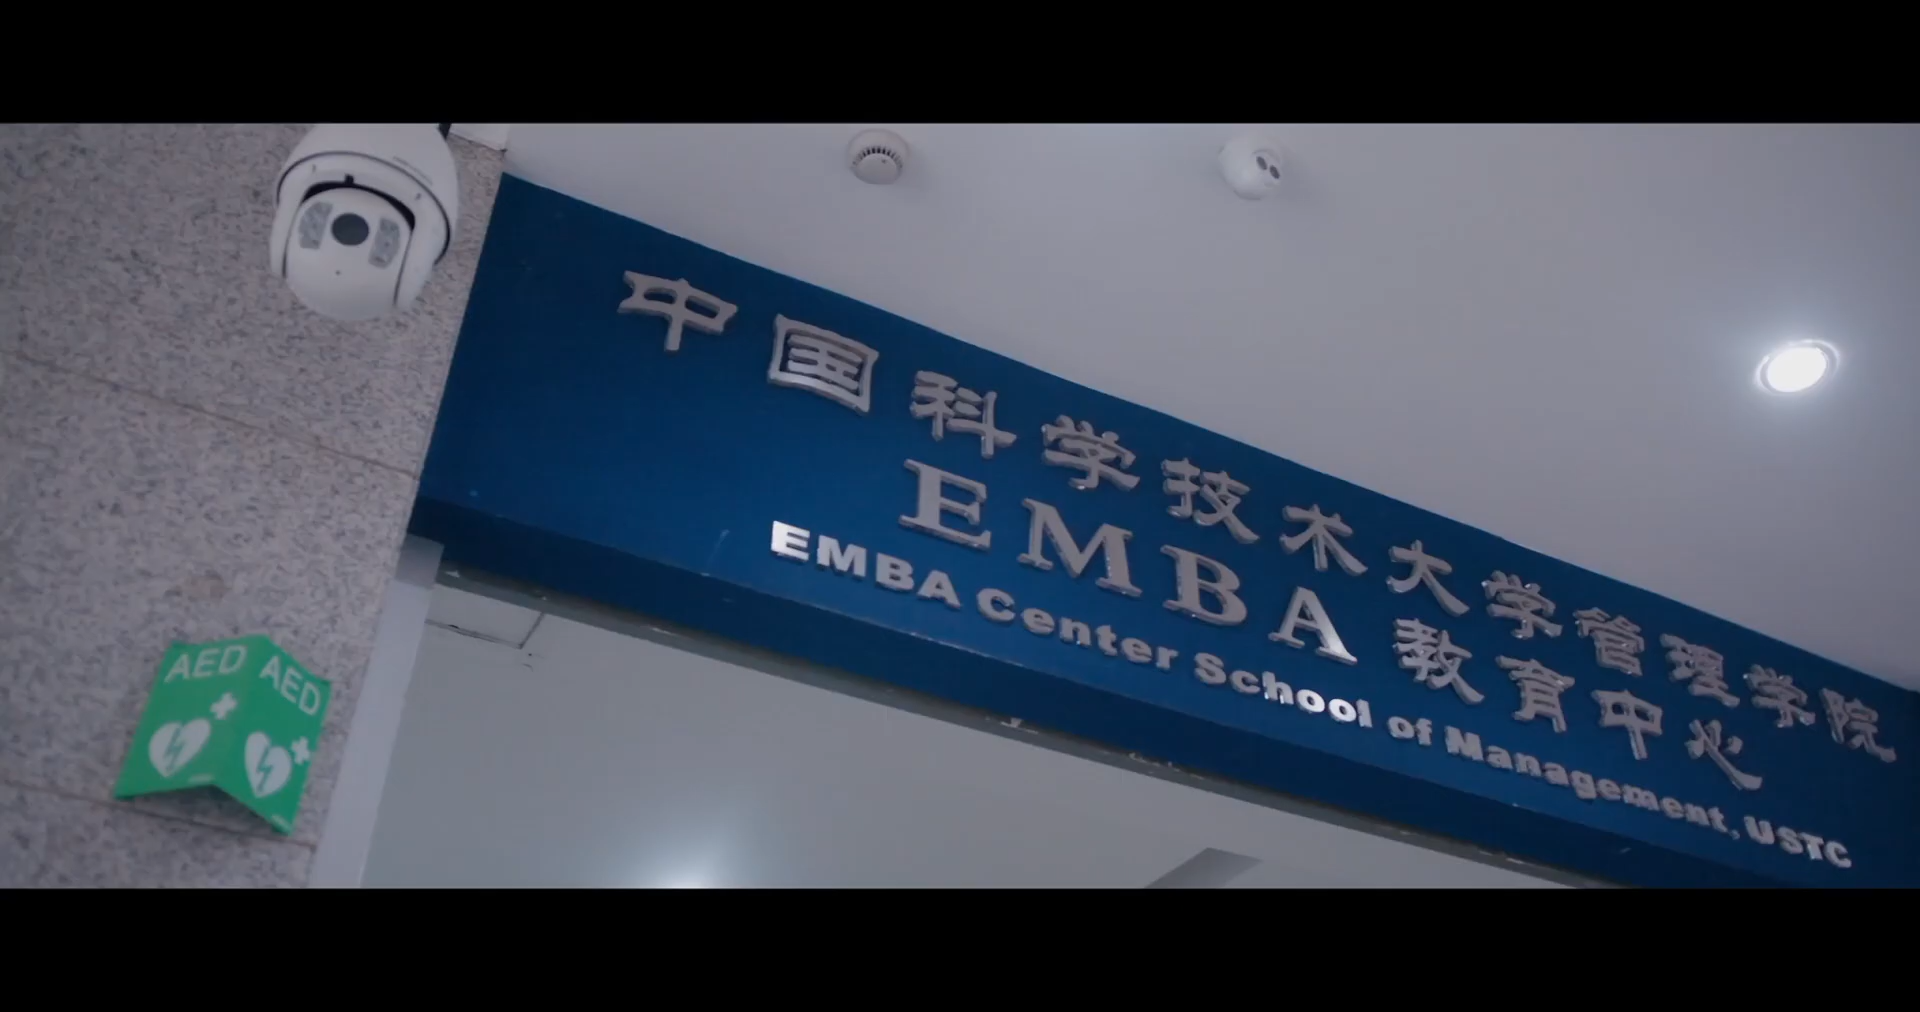 中国科学技术大学管理学院
EMBA教育中心
EMBA Center School of Management, USTC
AED AED